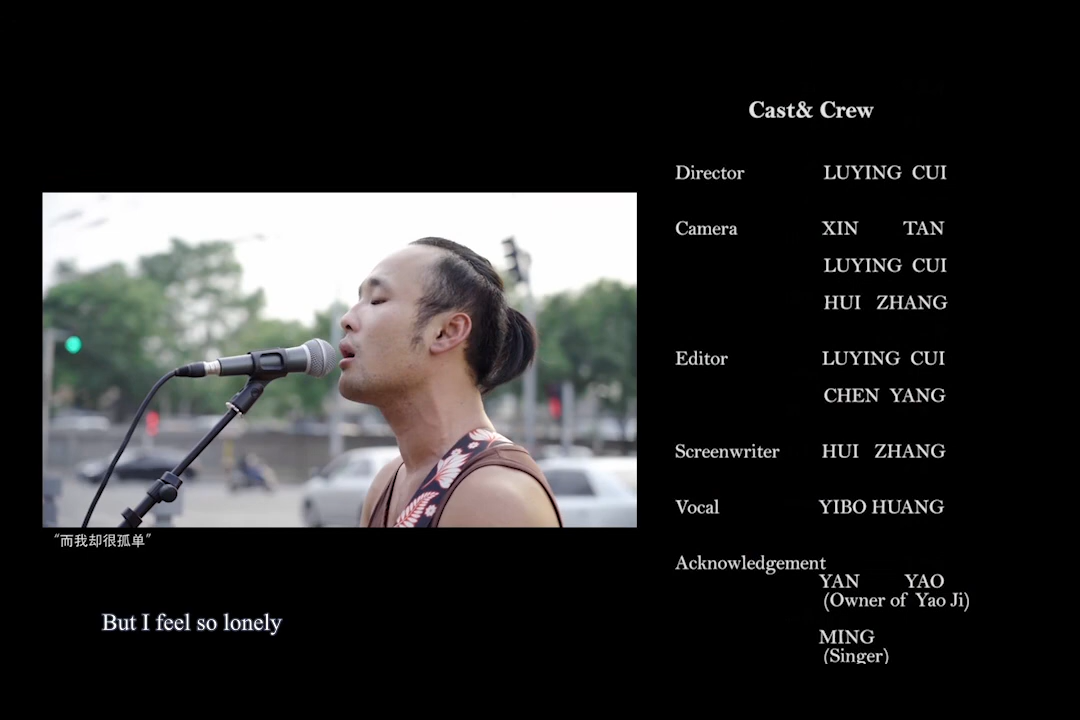 Cast& Crew
Director LUYING CUI
Camera XIN TAN
LUYING CUI
HUI ZHANG
Editor LUYING CUI
CHEN YANG
Screenwriter HUI ZHANG
Vocal YIBO HUANG
Acknowledgement
YAN YAO
(Owner of Yao Ji)
MING
(Singer)
“而我却很孤单”
But I feel so lonely